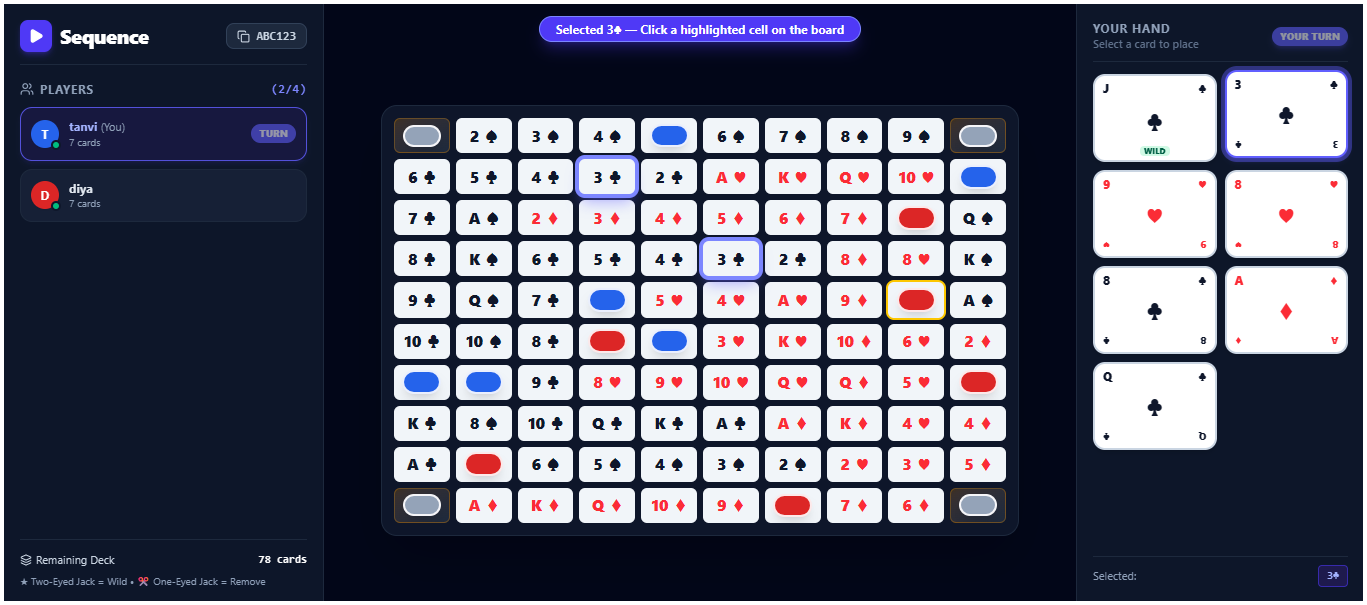 Sequence
ABC123
PLAYERS (2/4)
T tanvi (You) TURN
7 cards
D diya
7 cards
Remaining Deck 78 cards
★ Two-Eyed Jack = Wild • ✂ One-Eyed Jack = Remove
Selected 3♣ — Click a highlighted cell on the board
2♠ 3♠ 4♠ 6♠ 7♠ 8♠ 9♠
6♣ 5♣ 4♣ 3♣ 2♣ A♥ K♥ Q♥ 10♥
7♣ A♠ 2♦ 3♦ 4♦ 5♦ 6♦ 7♦ Q♠
8♣ K♠ 6♣ 5♣ 4♣ 3♣ 2♣ 8♦ 8♥ K♠
9♣ Q♠ 7♣ 5♥ 4♥ A♥ 9♦ A♠
10♣ 10♠ 8♣ 3♥ K♥ 10♦ 6♥ 2♦
9♣ 8♥ 9♥ 10♥ Q♥ Q♦ 5♥
K♣ 8♠ 10♣ Q♣ K♣ A♣ A♦ K♦ 4♥ 4♦
A♣ 6♠ 5♠ 4♠ 3♠ 2♠ 2♥ 3♥ 5♦
A♦ K♦ Q♦ 10♦ 9♦ 7♦ 6♦
YOUR HAND
Select a card to place
YOUR TURN
J ♣
♣
WILD
3 ♣
♣
♣ 3
9 ♥
♥
♥ 9
8 ♥
♥
♥ 8
8 ♣
♣
♣ 8
A ♦
♦
♦ A
Q ♣
♣
♣ Q
Selected: 3♣